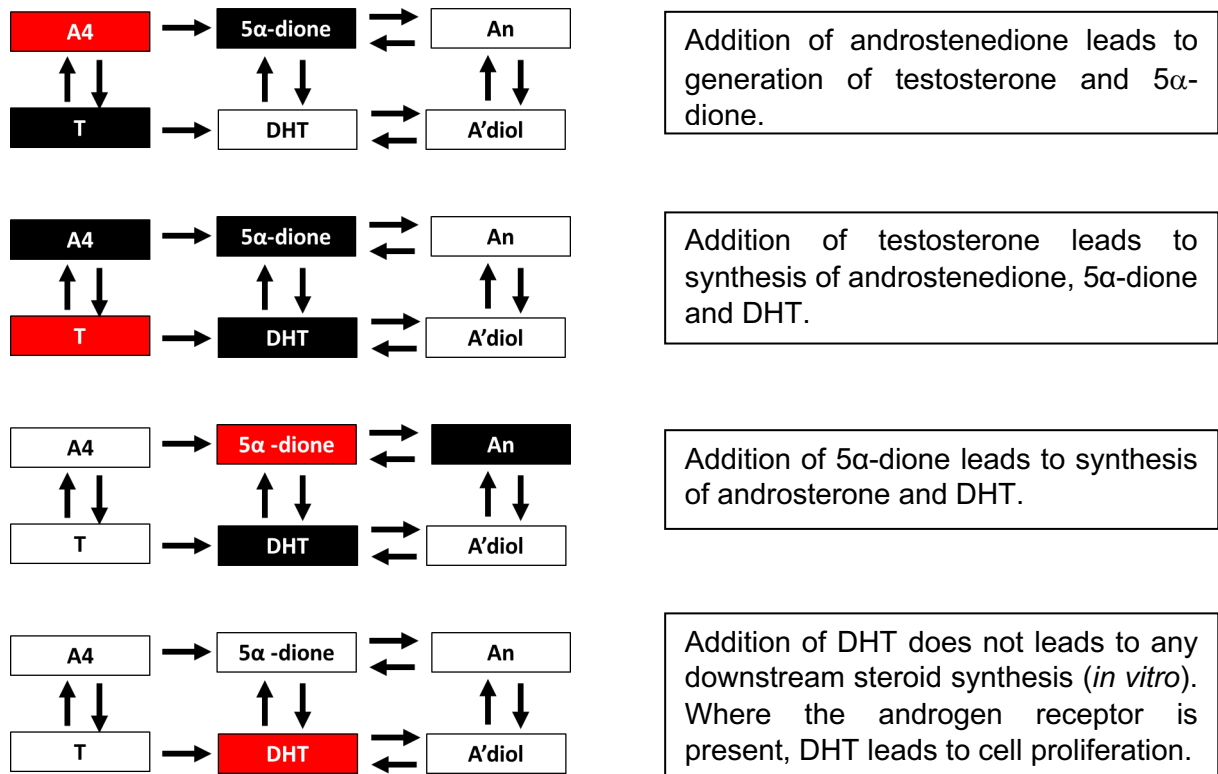 A4 5α-dione An
T DHT A’diol
Addition of androstenedione leads to
generation of testosterone and 5α-
dione.
A4 5α-dione An
T DHT A’diol
Addition of testosterone leads to
synthesis of androstenedione, 5α-dione
and DHT.
A4 5α -dione An
T DHT A’diol
Addition of 5α-dione leads to synthesis
of androsterone and DHT.
A4 5α -dione An
T DHT A’diol
Addition of DHT does not leads to any
downstream steroid synthesis (in vitro).
Where the androgen receptor is
present, DHT leads to cell proliferation.